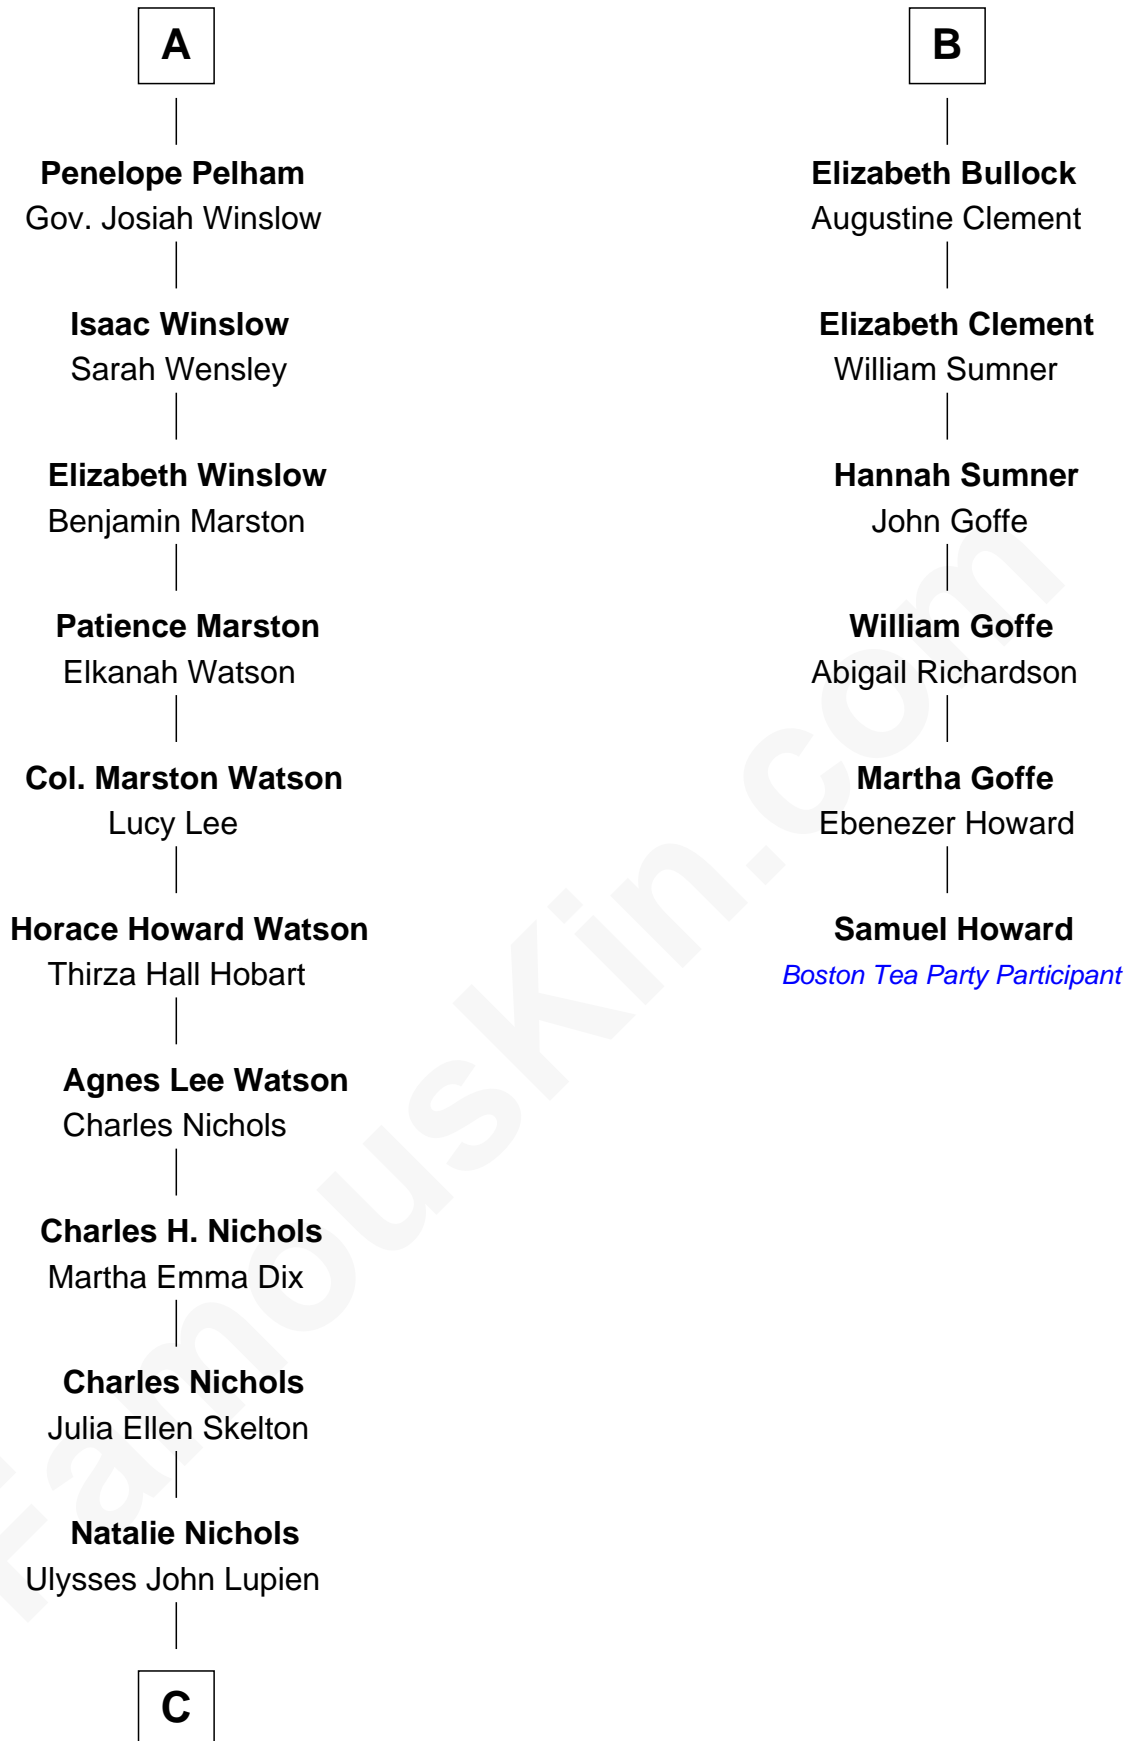 A
Penelope Pelham
Gov. Josiah Winslow
Isaac Winslow
Sarah Wensley
Elizabeth Winslow
Benjamin Marston
Patience Marston
Elkanah Watson
Col. Marston Watson
Lucy Lee
Horace Howard Watson
Thirza Hall Hobart
Agnes Lee Watson
Charles Nichols
Charles H. Nichols
Martha Emma Dix
Charles Nichols
Julia Ellen Skelton
Natalie Nichols
Ulysses John Lupien
C
B
Elizabeth Bullock
Augustine Clement
Elizabeth Clement
William Sumner
Hannah Sumner
John Goffe
William Goffe
Abigail Richardson
Martha Goffe
Ebenezer Howard
Samuel Howard
Boston Tea Party Participant
FamousKin.com